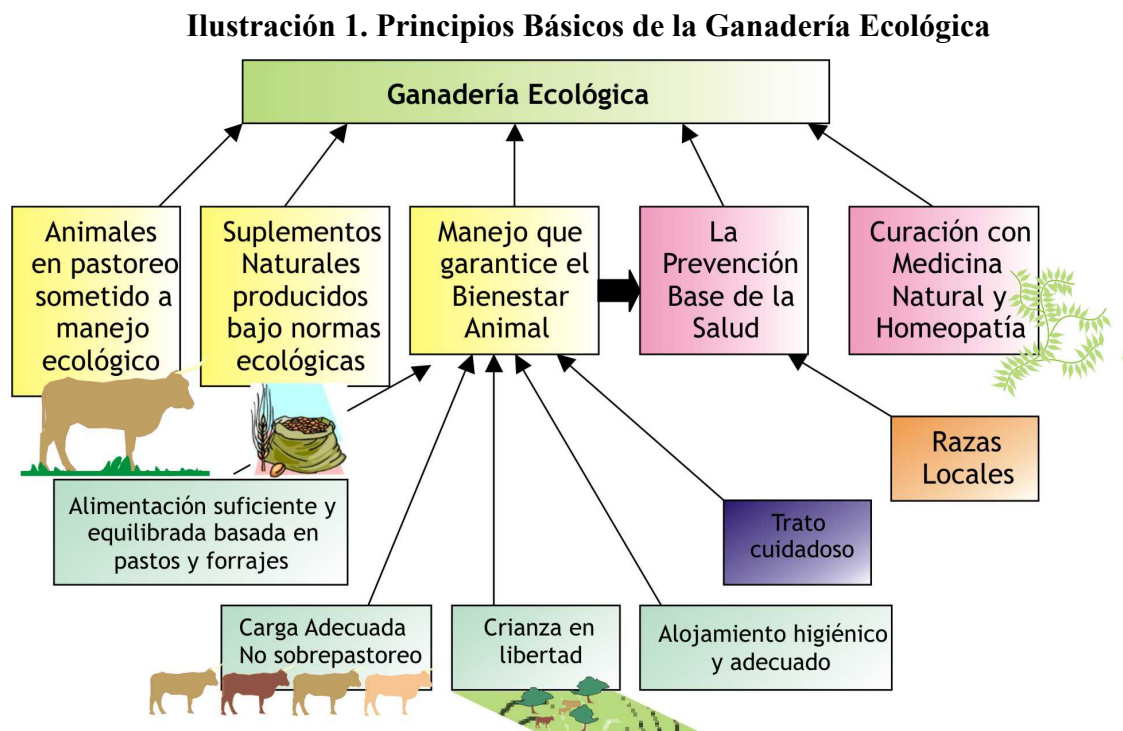 Ilustración 1. Principios Básicos de la Ganadería Ecológica
Ganadería Ecológica
Animales
en pastoreo
sometido a
manejo
ecológico
Suplementos
Naturales
producidos
bajo normas
ecológicas
Manejo que
garantice el
Bienestar
Animal
La
Prevención
Base de la
Salud
Curación con
Medicina
Natural y
Homeopatía
Razas
Locales
Alimentación suficiente y
equilibrada basada en
pastos y forrajes
Trato
cuidadoso
Carga Adecuada
No sobrepastoreo
Crianza en
libertad
Alojamiento higiénico
y adecuado